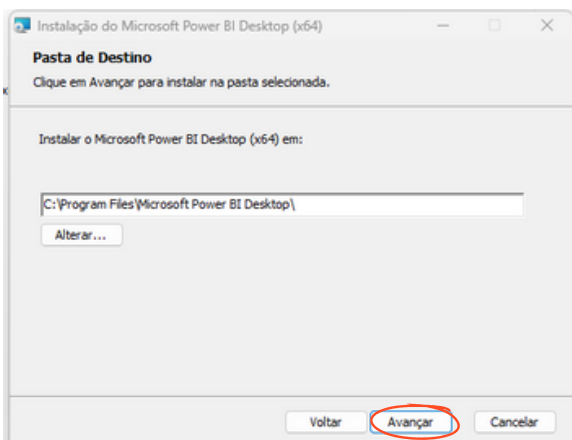 Instalação do Microsoft Power BI Desktop (x64)
Pasta de Destino
Clique em Avançar para instalar na pasta selecionada.
Instalar o Microsoft Power BI Desktop (x64) em:
C:\Program Files\Microsoft Power BI Desktop\
Alterar...
Voltar Avançar Cancelar